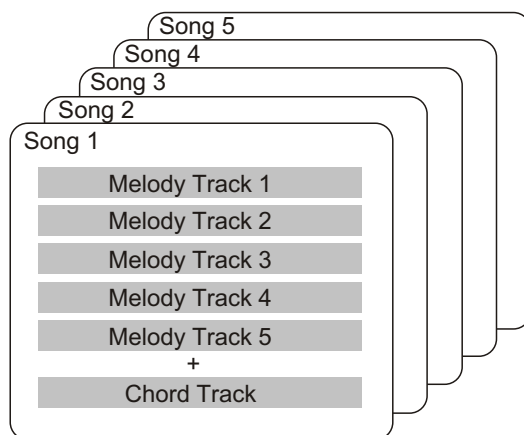 Song 5
Song 4
Song 3
Song 2
Song 1
Melody Track 1
Melody Track 2
Melody Track 3
Melody Track 4
Melody Track 5
+
Chord Track